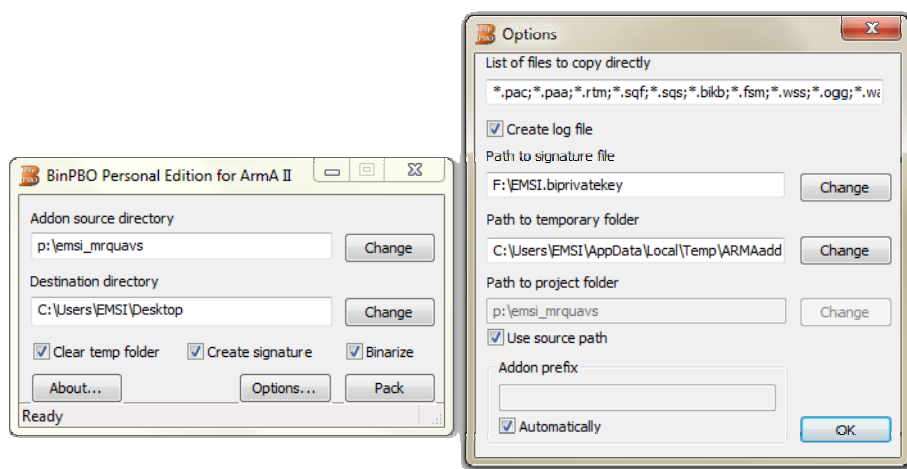 BinPBO Personal Edition for ArmA II
Addon source directory
p:\emsi_mrquavs
Change
Destination directory
C:\Users\EMSI\Desktop
Change
Clear temp folder
Create signature
Binarize
About...
Options...
Pack
Ready
Options
List of files to copy directly
*.pac;*.paa;*.rtm;*.sqf;*.sqs;*.bikb;*.fsm;*.wss;*.ogg;*.wa
Create log file
Path to signature file
F:\EMSI.biprivatekey
Change
Path to temporary folder
C:\Users\EMSI\AppData\Local\Temp\ARMAadd
Change
Path to project folder
p:\emsi_mrquavs
Change
Use source path
Addon prefix
Automatically
OK